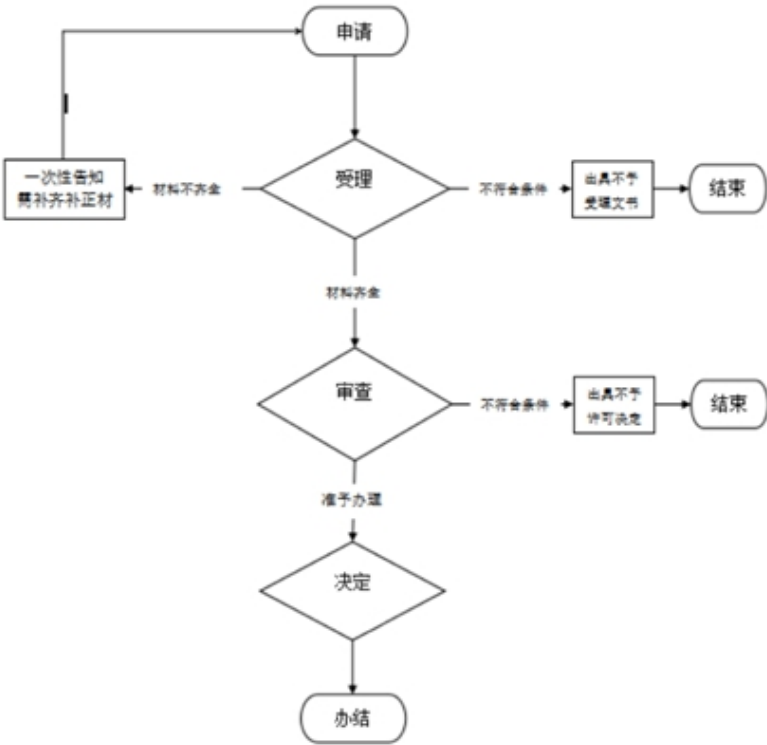 申请
受理
一次性告知
需补齐补正材
材料不齐全
不符合条件
出具不予
受理文书
结束
材料齐全
审查
不符合条件
出具不予
许可决定
结束
准予办理
决定
办结